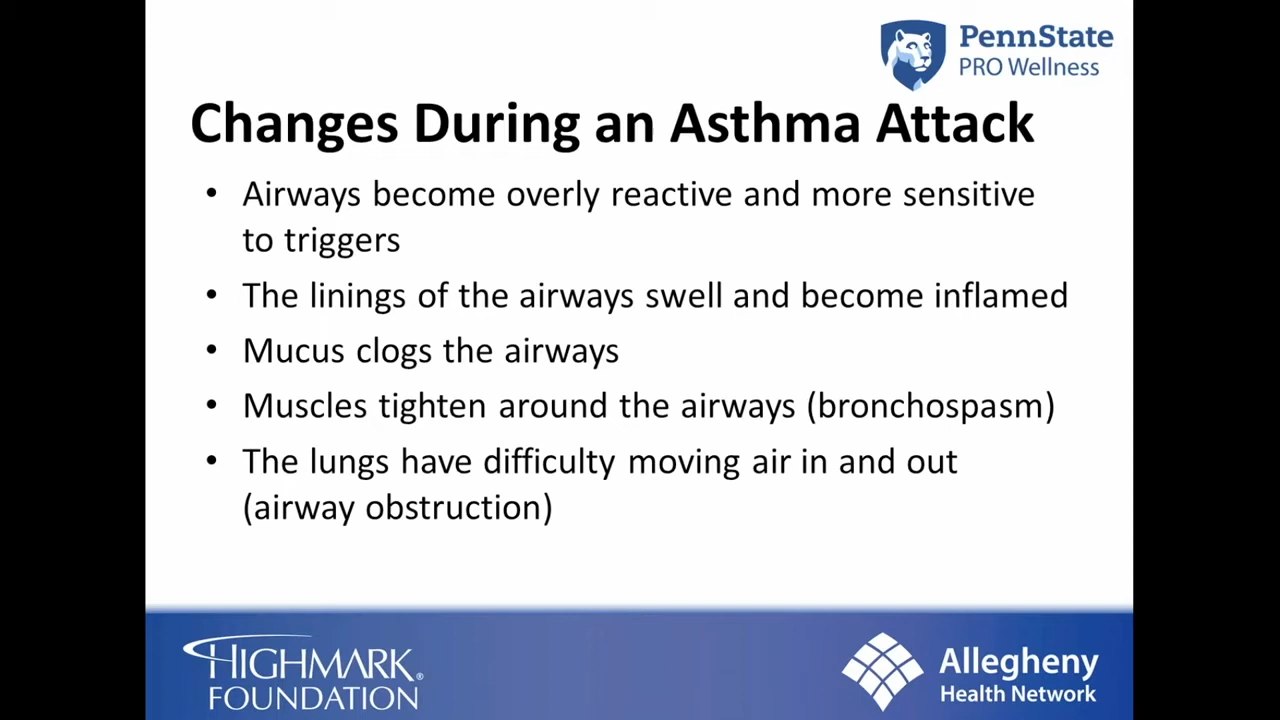 PennState
PRO Wellness
Changes During an Asthma Attack
• Airways become overly reactive and more sensitive
to triggers
• The linings of the airways swell and become inflamed
• Mucus clogs the airways
• Muscles tighten around the airways (bronchospasm)
• The lungs have difficulty moving air in and out
(airway obstruction)
HIGHMARK®
FOUNDATION
Allegheny
Health Network